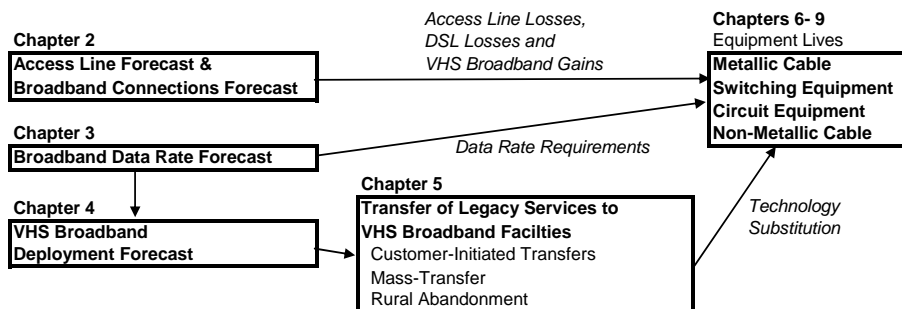 Chapter 2
Access Line Forecast &
Broadband Connections Forecast
Access Line Losses,
DSL Losses and
VHS Broadband Gains
Chapters 6- 9
Equipment Lives
Metallic Cable
Switching Equipment
Circuit Equipment
Non-Metallic Cable
Chapter 3
Broadband Data Rate Forecast
Data Rate Requirements
Chapter 4
VHS Broadband
Deployment Forecast
Chapter 5
Transfer of Legacy Services to
VHS Broadband Facilties
Customer-Initiated Transfers
Mass-Transfer
Rural Abandonment
Technology
Substitution